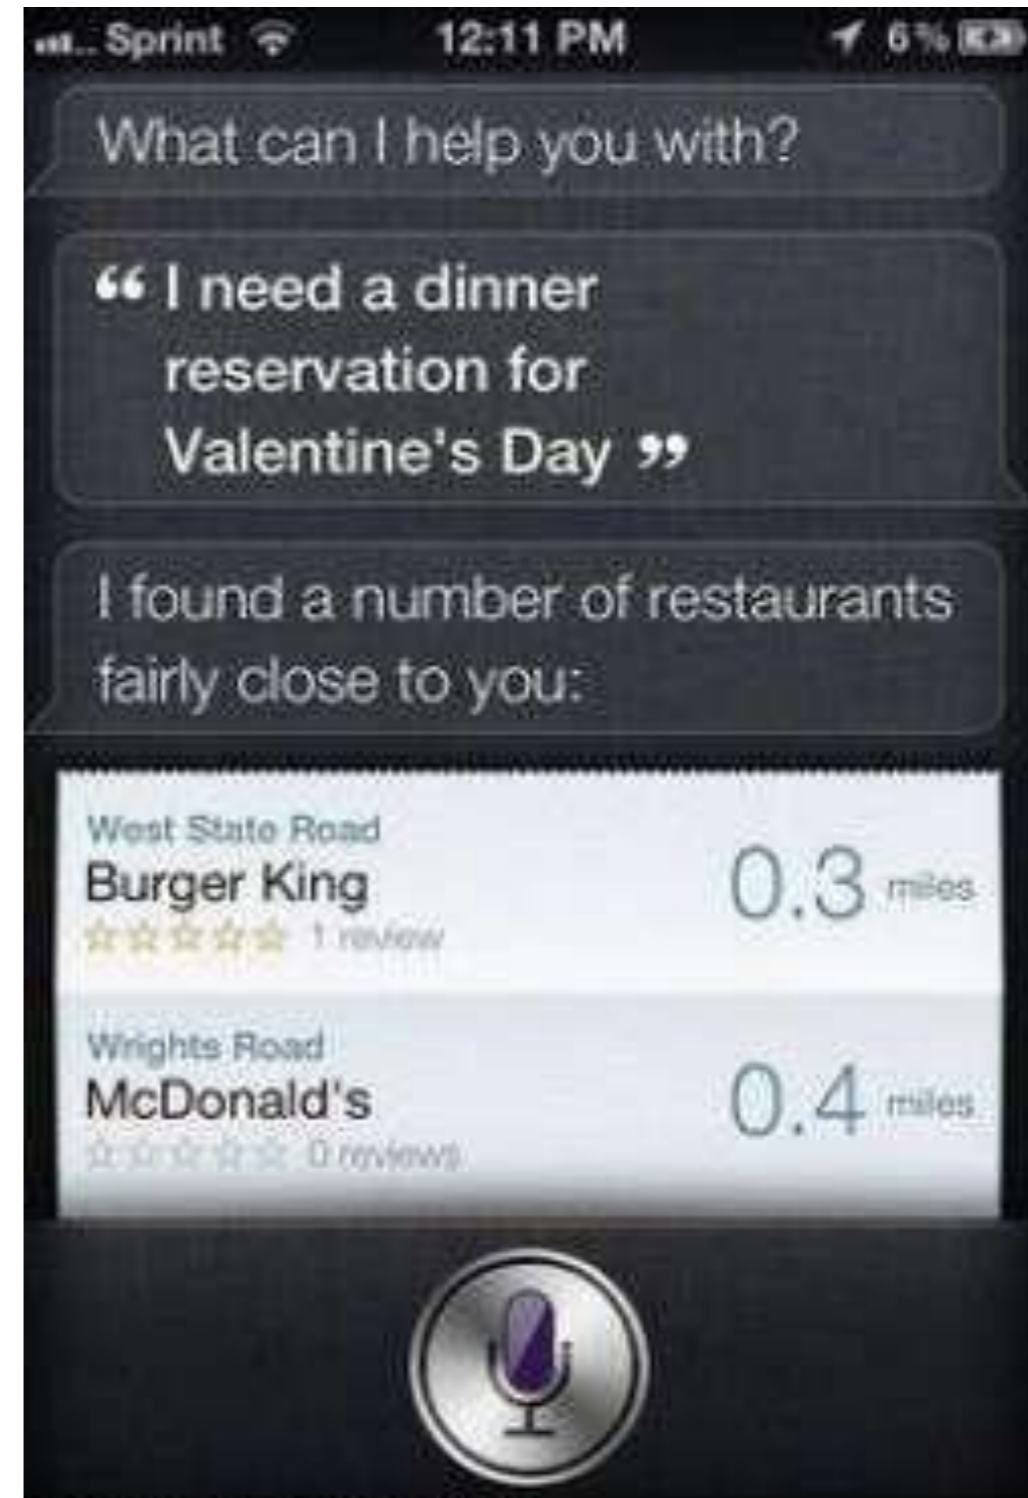 Sprint 12:11 PM 6%
What can I help you with?
“ I need a dinner
reservation for
Valentine's Day ”
I found a number of restaurants
fairly close to you:
West State Road
Burger King
1 review
0.3 miles
Wrights Road
McDonald's
0 reviews
0.4 miles